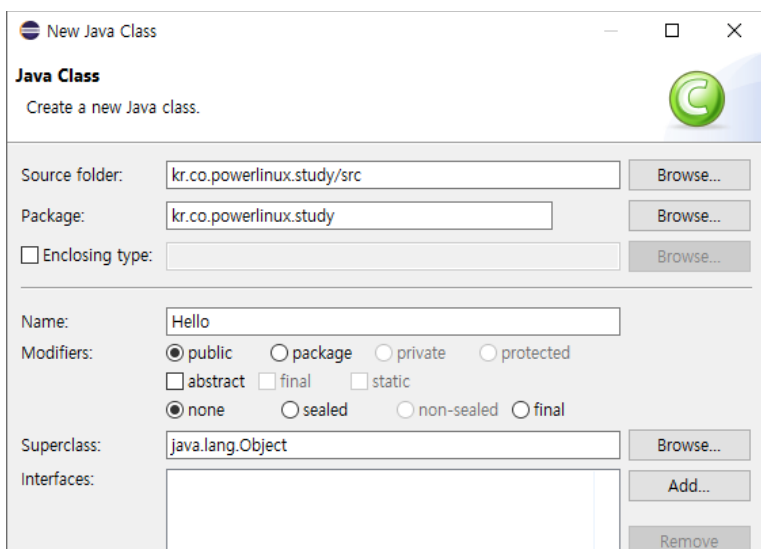 New Java Class
Java Class
Create a new Java class.
Source folder: kr.co.powerlinux.study/src Browse...
Package: kr.co.powerlinux.study Browse...
Enclosing type: Browse...
Name: Hello
Modifiers: public package private protected
abstract final static
none sealed non-sealed final
Superclass: java.lang.Object Browse...
Interfaces: Add...
Remove